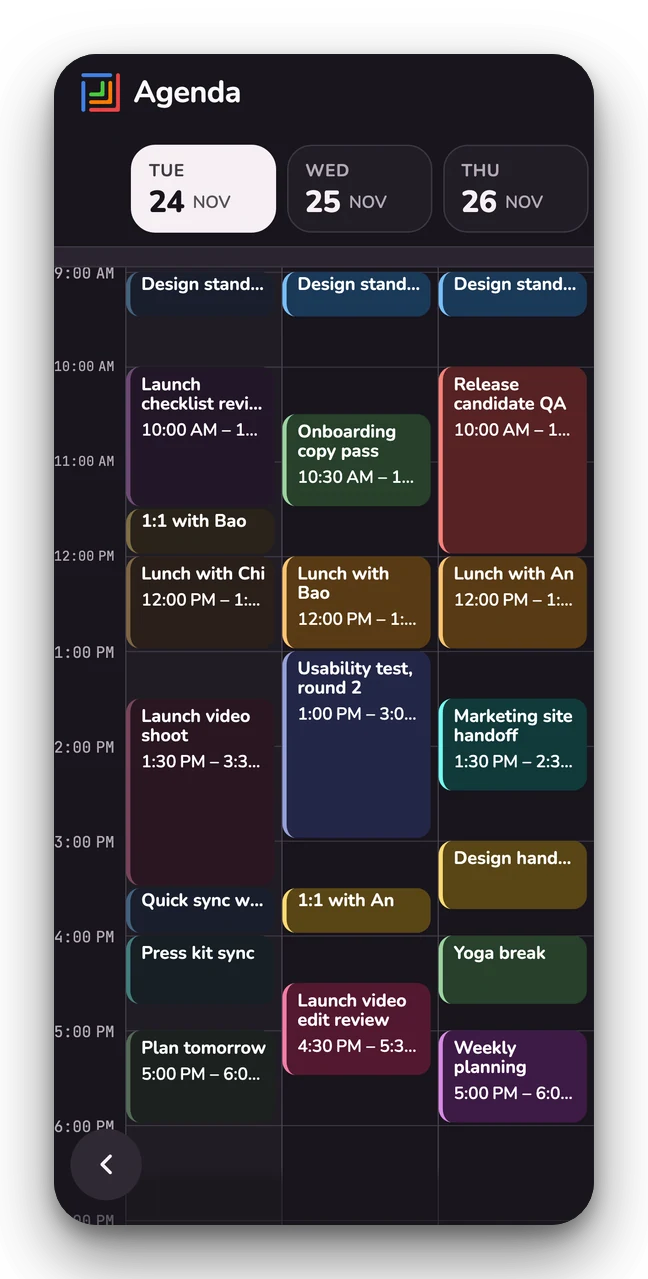 Agenda
TUE
24 NOV
WED
25 NOV
THU
26 NOV
9:00 AM
Design stand...
Design stand...
Design stand...
10:00 AM
Launch
checklist revi...
10:00 AM – 1...
Release
candidate QA
10:00 AM – 1...
Onboarding
copy pass
10:30 AM – 1...
11:00 AM
1:1 with Bao
12:00 PM
Lunch with Chi
12:00 PM – 1:...
Lunch with
Bao
12:00 PM – 1:...
Lunch with An
12:00 PM – 1:...
1:00 PM
Usability test,
round 2
1:00 PM – 3:0...
Launch video
shoot
1:30 PM – 3:3...
Marketing site
handoff
1:30 PM – 2:3...
2:00 PM
3:00 PM
Design hand...
Quick sync w...
1:1 with An
4:00 PM
Press kit sync
Yoga break
Launch video
edit review
4:30 PM – 5:3...
5:00 PM
Plan tomorrow
5:00 PM – 6:0...
Weekly
planning
5:00 PM – 6:0...
6:00 PM
00 PM